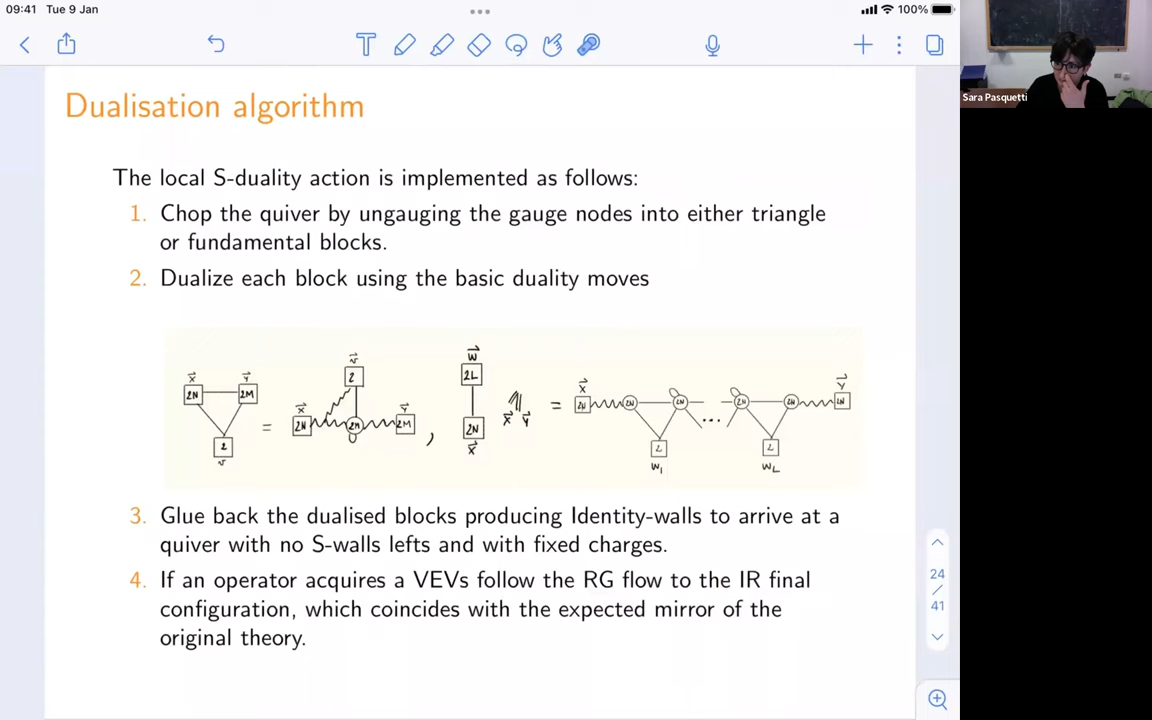 09:41 Tue 9 Jan
100%
Sara Pasquetti
Dualisation algorithm
The local S-duality action is implemented as follows:
1. Chop the quiver by ungauging the gauge nodes into either triangle
or fundamental blocks.
2. Dualize each block using the basic duality moves
x 2N y 2M 2 v = x 2N v 2 2M y 2M , w 2L 2N x x y = x 2N 2N 2N ... 2N 2N y 2N
2 W1 2 WL
3. Glue back the dualised blocks producing Identity-walls to arrive at a
quiver with no S-walls lefts and with fixed charges.
4. If an operator acquires a VEVs follow the RG flow to the IR final
configuration, which coincides with the expected mirror of the
original theory.
24
/
41